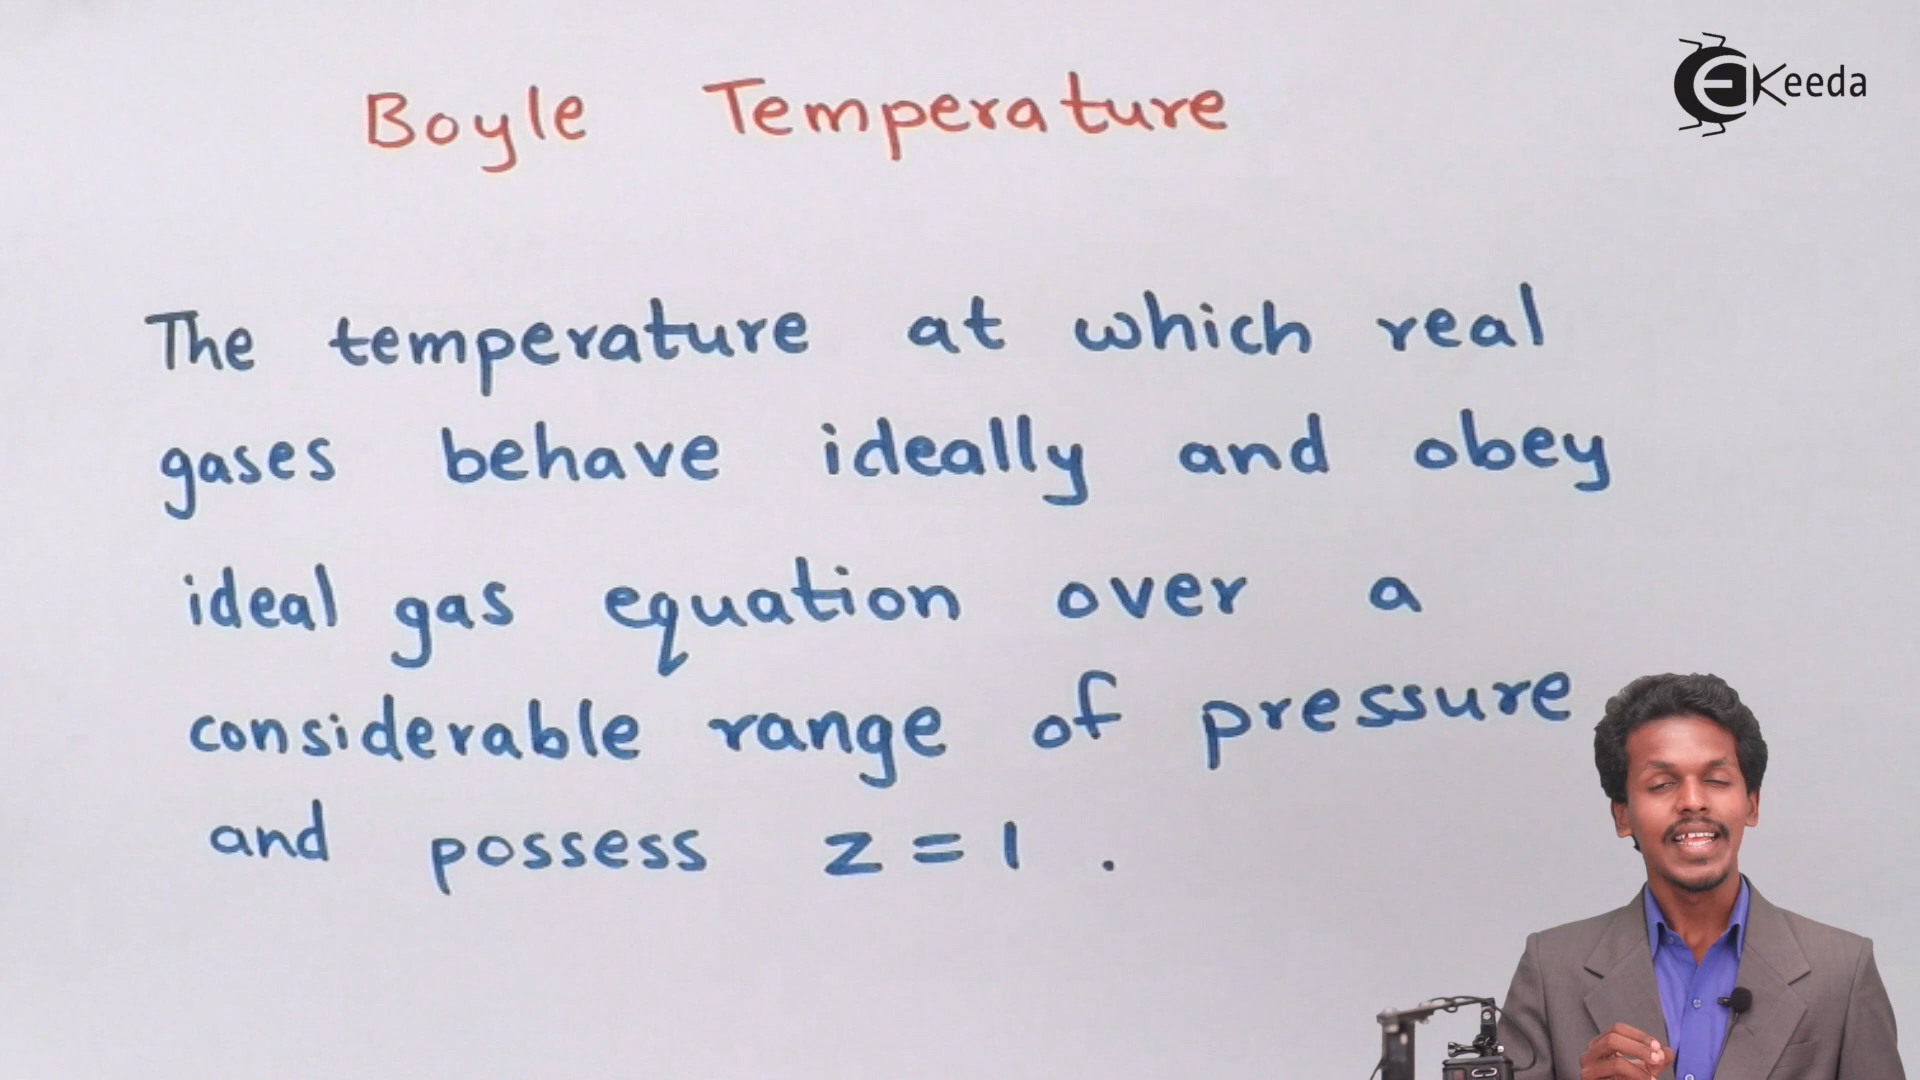 Boyle Temperature
EKeeda
The temperature at which real
gases behave ideally and obey
ideal gas equation over a
considerable range of pressure
and possess z = 1 .